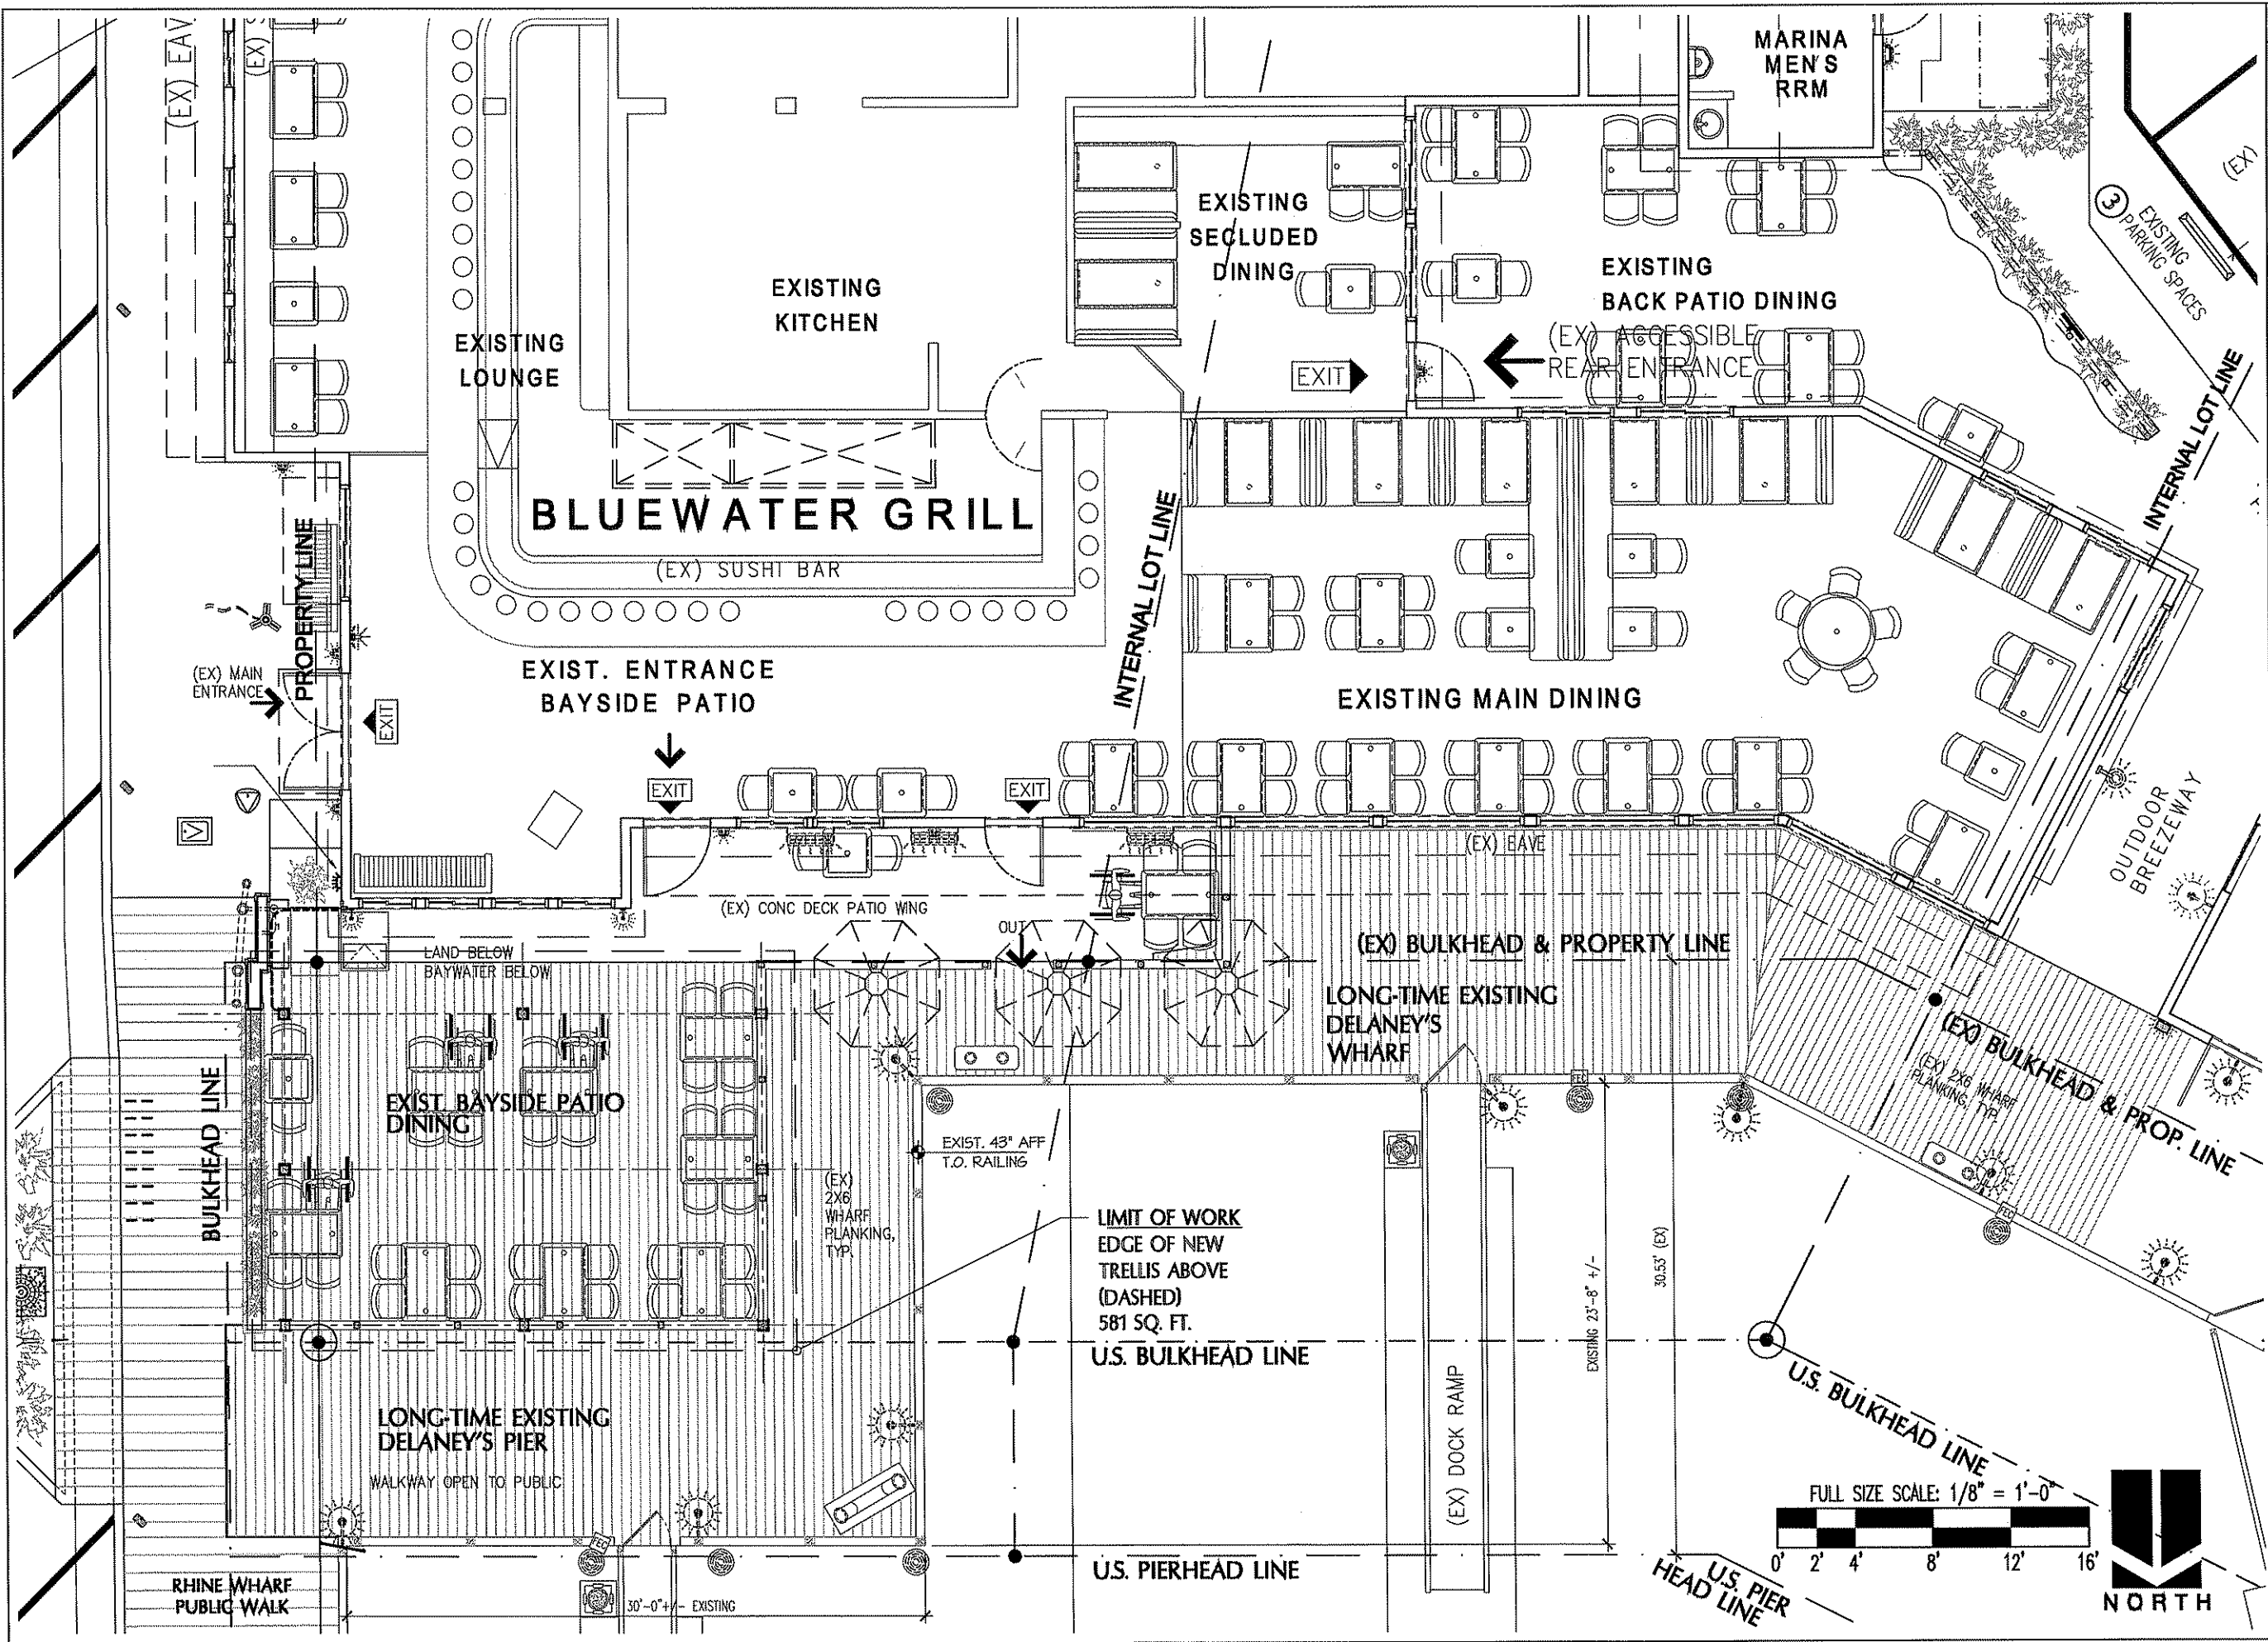 (EX) EAV
(EX) S
MARINA
MEN'S
RRM
(EX)
3
EXISTING
PARKING SPACES
EXISTING
SECLUDED
DINING
EXISTING
KITCHEN
EXISTING
BACK PATIO DINING
(EX) ACCESSIBLE
REAR ENTRANCE
EXISTING
LOUNGE
EXIT
INTERNAL LOT LINE
BLUEWATER GRILL
(EX) SUSHI BAR
PROPERTY LINE
INTERNAL LOT LINE
(EX) MAIN
ENTRANCE
EXIT
EXIST. ENTRANCE
BAYSIDE PATIO
EXISTING MAIN DINING
EXIT
EXIT
OUTDOOR
BREEZEWAY
V
(EX) EAVE
(EX) CONC DECK PATIO WING
OUT
LAND BELOW
BAYWATER BELOW
(EX) BULKHEAD & PROPERTY LINE
LONG-TIME EXISTING
DELANEY'S
WHARF
(EX) BULKHEAD & PROP. LINE
(EX) 2X6 WHARF
PLANKING, TYP.
FEC
BULKHEAD LINE
EXIST. BAYSIDE PATIO
DINING
EXIST. 43" AFF
T.O. RAILING
(EX)
2X6
WHARF
PLANKING,
TYP.
FEC
LIMIT OF WORK
EDGE OF NEW
TRELLIS ABOVE
(DASHED)
581 SQ. FT.
U.S. BULKHEAD LINE
EXISTING 23'-8" +/-
30.53' (EX)
U.S. BULKHEAD LINE
LONG-TIME EXISTING
DELANEY'S PIER
WALKWAY OPEN TO PUBLIC
(EX) DOCK RAMP
FULL SIZE SCALE: 1/8" = 1'-0"
0' 2' 4' 8' 12' 16'
NORTH
FEC
U.S. PIERHEAD LINE
U.S. PIER
HEAD LINE
RHINE WHARF
PUBLIC WALK
30'-0"+/- EXISTING